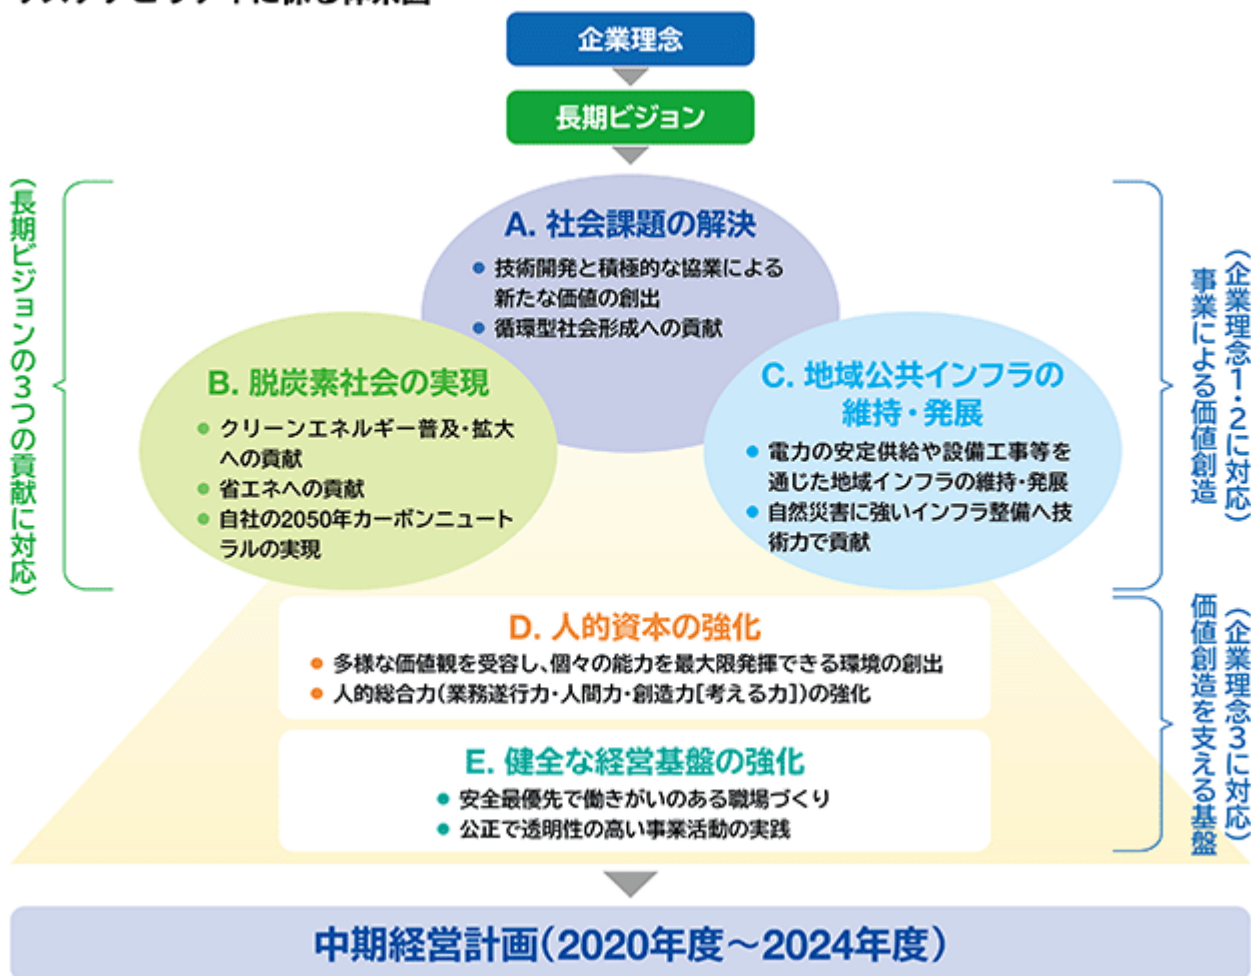 企業理念
長期ビジョン
(長期ビジョンの3つの貢献に対応)
A. 社会課題の解決
● 技術開発と積極的な協業による
新たな価値の創出
● 循環型社会形成への貢献
B. 脱炭素社会の実現
● クリーンエネルギー普及・拡大
への貢献
● 省エネへの貢献
● 自社の2050年カーボンニュート
ラルの実現
C. 地域公共インフラの
維持・発展
● 電力の安定供給や設備工事等を
通じた地域インフラの維持・発展
● 自然災害に強いインフラ整備へ技
術力で貢献
(企業理念1・2に対応)
事業による価値創造
D. 人的資本の強化
● 多様な価値観を受容し、個々の能力を最大限発揮できる環境の創出
● 人的総合力(業務遂行力・人間力・創造力[考える力])の強化
E. 健全な経営基盤の強化
● 安全最優先で働きがいのある職場づくり
● 公正で透明性の高い事業活動の実践
(企業理念3に対応)
価値創造を支える基盤
中期経営計画(2020年度～2024年度)